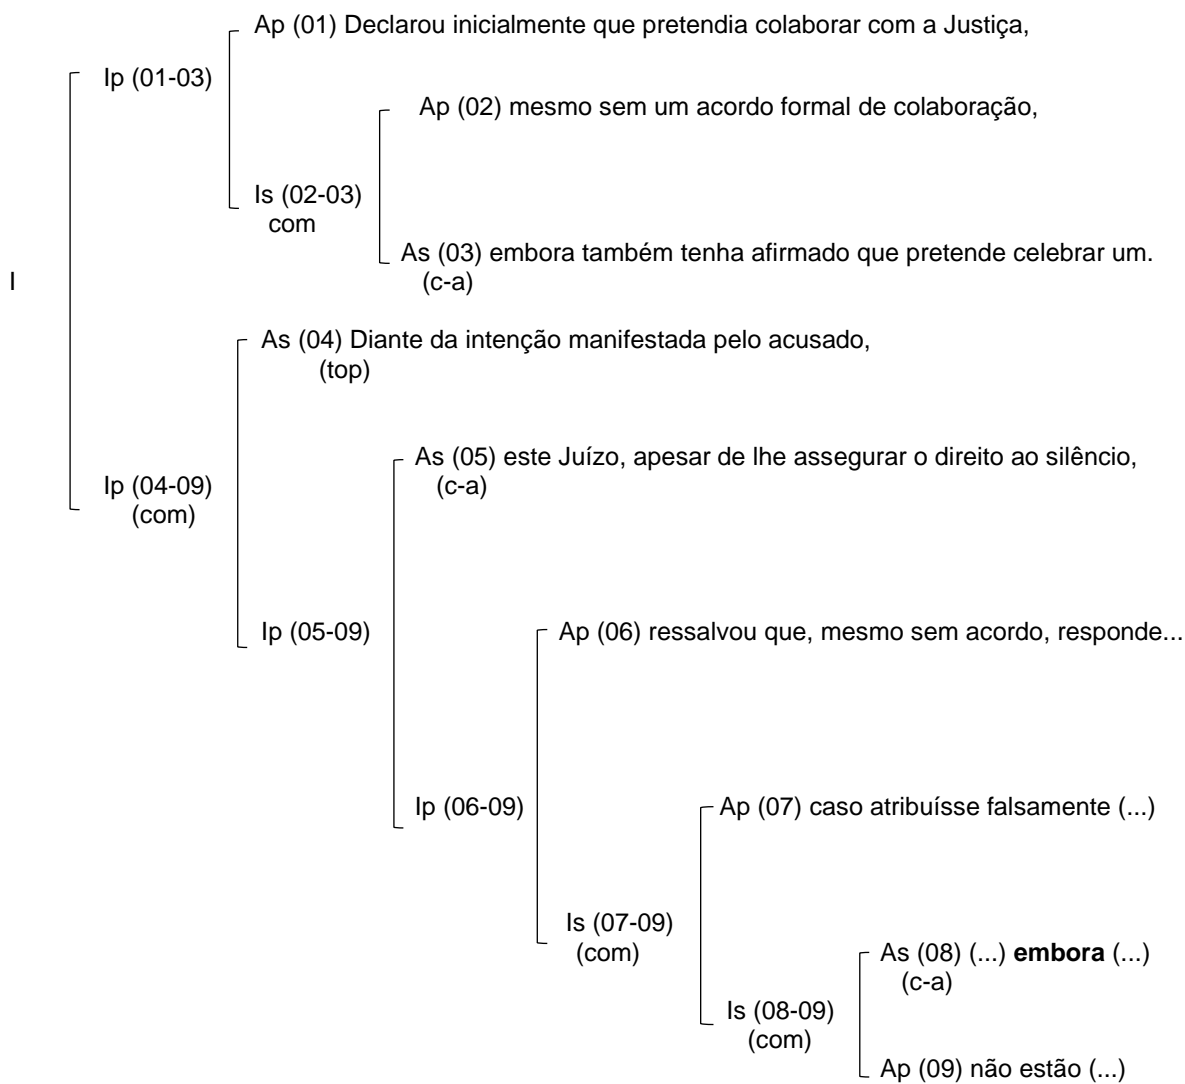 Ap (01) Declarou inicialmente que pretendia colaborar com a Justiça,
Ip (01-03)
Ap (02) mesmo sem um acordo formal de colaboração,
Is (02-03)
com
As (03) embora também tenha afirmado que pretende celebrar um.
(c-a)
I
As (04) Diante da intenção manifestada pelo acusado,
(top)
As (05) este Juízo, apesar de lhe assegurar o direito ao silêncio,
(c-a)
Ip (04-09)
(com)
Ip (05-09)
Ap (06) ressalvou que, mesmo sem acordo, responde...
Ip (06-09)
Ap (07) caso atribuísse falsamente (...)
Is (07-09)
(com)
As (08) (...) embora (...)
(c-a)
Is (08-09)
(com)
Ap (09) não estão (...)